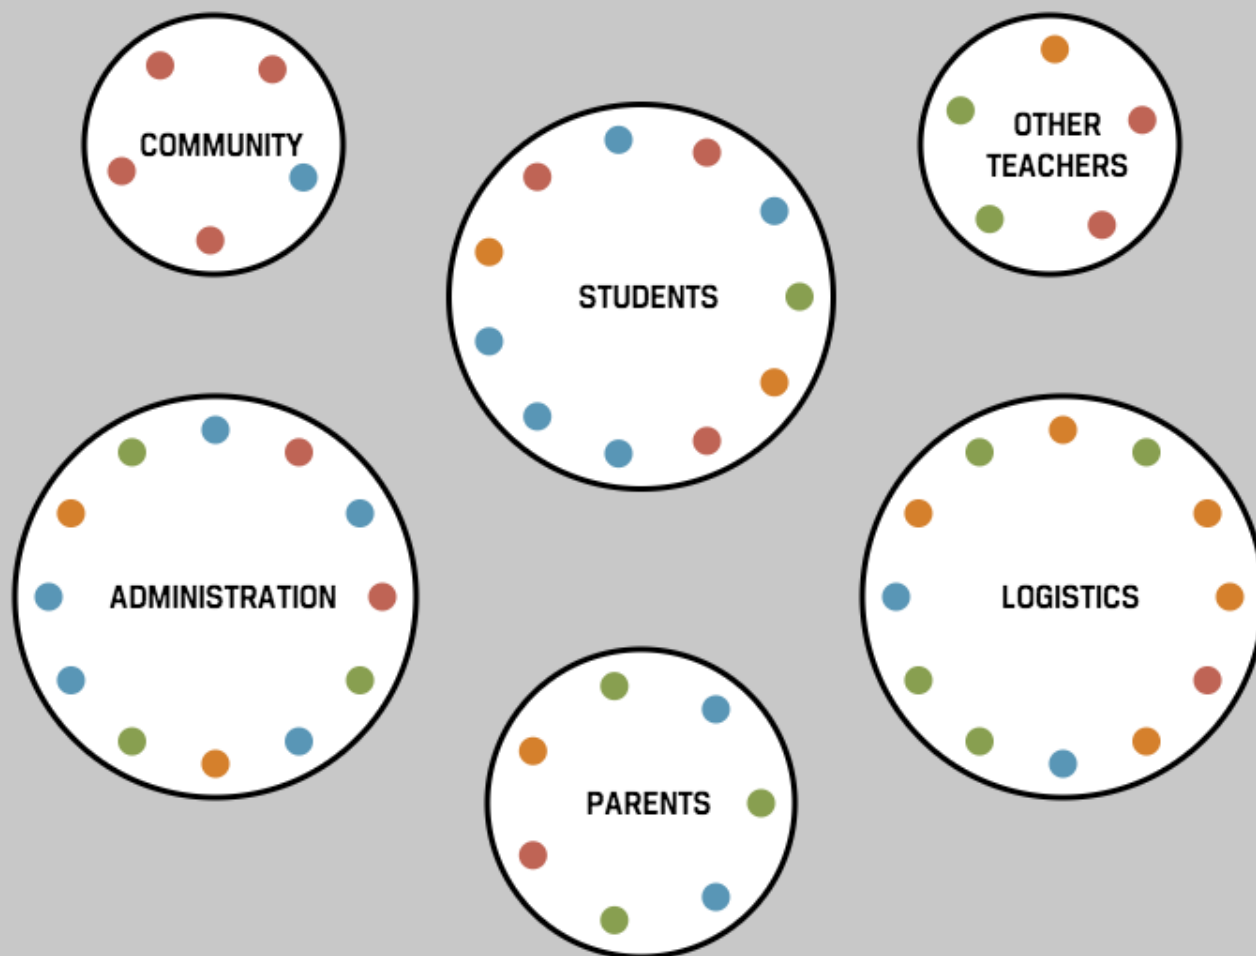 COMMUNITY
OTHER
TEACHERS
STUDENTS
ADMINISTRATION
LOGISTICS
PARENTS